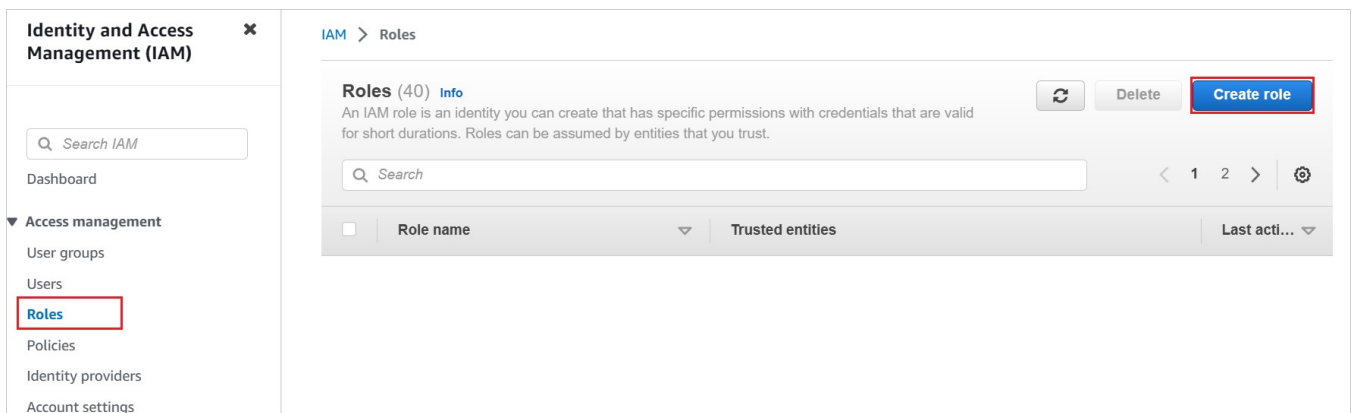 Identity and Access
Management (IAM)
Search IAM
Dashboard
Access management
User groups
Users
Roles
Policies
Identity providers
Account settings
IAM > Roles
Roles (40) Info
An IAM role is an identity you can create that has specific permissions with credentials that are valid
for short durations. Roles can be assumed by entities that you trust.
Delete
Create role
Search
1 2
Role name
Trusted entities
Last acti...